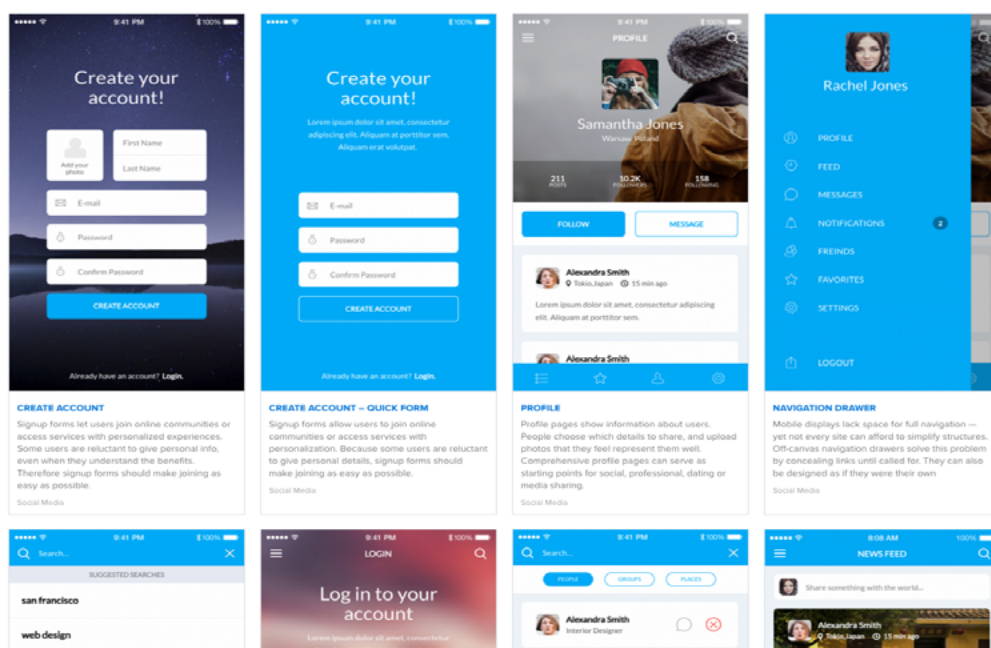 9:41 PM 100%
Create your
account!
Add your
photo
First Name
Last Name
E-mail
Password
Confirm Password
CREATE ACCOUNT
Already have an account? Login.
CREATE ACCOUNT
Signup forms let users join online communities or
access services with personalized experiences.
Some users are reluctant to give personal info,
even when they understand the benefits.
Therefore signup forms should make joining as
easy as possible.
Social Media
9:41 PM 100%
Create your
account!
Lorem ipsum dolor sit amet, consectetur
adipiscing elit. Aliquam at porttitor sem.
Aliquam erat volutpat.
E-mail
Password
Confirm Password
CREATE ACCOUNT
Already have an account? Login.
CREATE ACCOUNT – QUICK FORM
Signup forms allow users to join online
communities or access services with
personalization. Because some users are reluctant
to give personal details, signup forms should
make joining as easy as possible.
Social Media
9:41 PM 100%
PROFILE
Samantha Jones
Warsaw Poland
211 10.2K 158
POSTS FOLLOWERS FOLLOWING
FOLLOW MESSAGE
Alexandra Smith
Tokio,Japan 15 min ago
Lorem ipsum dolor sit amet, consectetur adipiscing
elit. Aliquam at porttitor sem.
Alexandra Smith
PROFILE
Profile pages show information about users.
People choose which details to share, and upload
photos that they feel represent them well.
Comprehensive profile pages can serve as
starting points for social, professional, dating or
media sharing.
Social Media
Rachel Jones
PROFILE
FEED
MESSAGES
NOTIFICATIONS 2
FREINDS
FAVORITES
SETTINGS
LOGOUT
NAVIGATION DRAWER
Mobile displays lack space for full navigation —
yet not every site can afford to simplify structures.
Off-canvas navigation drawers solve this problem
by concealing links until called for. They can also
be designed as if they were their own
Social Media
9:41 PM 100%
Search...
SUGGESTED SEARCHES
san francisco
web design
9:41 PM 100%
LOGIN
Log in to your
account
Lorem ipsum dolor sit amet, consectetur
9:41 PM 100%
Search...
PEOPLE GROUPS PLACES
Alexandra Smith
Interior Designer
8:08 AM 100%
NEWS FEED
Share something with the world...
Alexandra Smith
Tokio,Japan 15 min ago